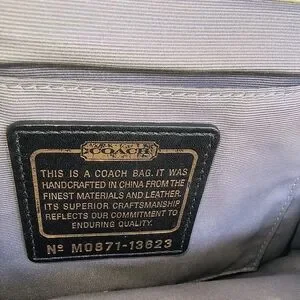 COACH
THIS IS A COACH BAG. IT WAS
HANDCRAFTED IN CHINA FROM THE
FINEST MATERIALS AND LEATHER.
ITS SUPERIOR CRAFTSMANSHIP
REFLECTS OUR COMMITMENT TO
ENDURING QUALITY.
Nº M0871-13623